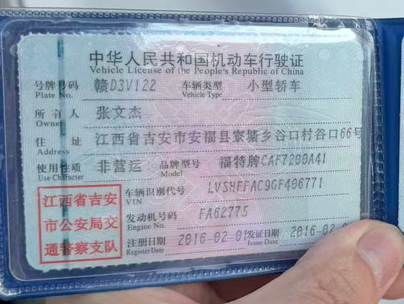 中华人民共和国机动车行驶证
Vehicle License of the People's Republic of China
号牌号码 赣D3V122 车辆类型 小型轿车
Plate No. Vehicle Type
所有人 张文杰
Owner
住址 江西省吉安市安福县寮塘乡谷口村谷口66号
Address
使用性质 非营运 品牌型号 福特牌CAF7200A41
Use Character Model
江西省吉安
市公安局交
通警察支队
车辆识别代号 LVSHFFAC9GF406771
VIN
发动机号码 FA62775
Engine No.
注册日期 2016-02-01 发证日期 2016-02-
Register Date Issue Date